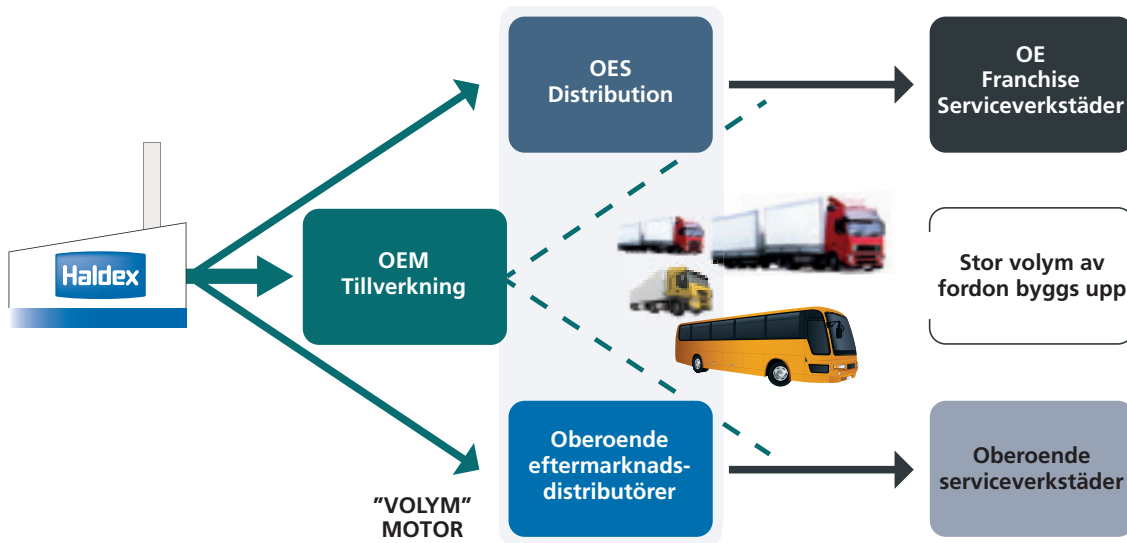 OES
Distribution
OE
Franchise
Serviceverkstäder
Haldex
OEM
Tillverkning
Stor volym av
fordon byggs upp
Oberoende
eftermarknads-
distributörer
Oberoende
serviceverkstäder
”VOLYM”
MOTOR